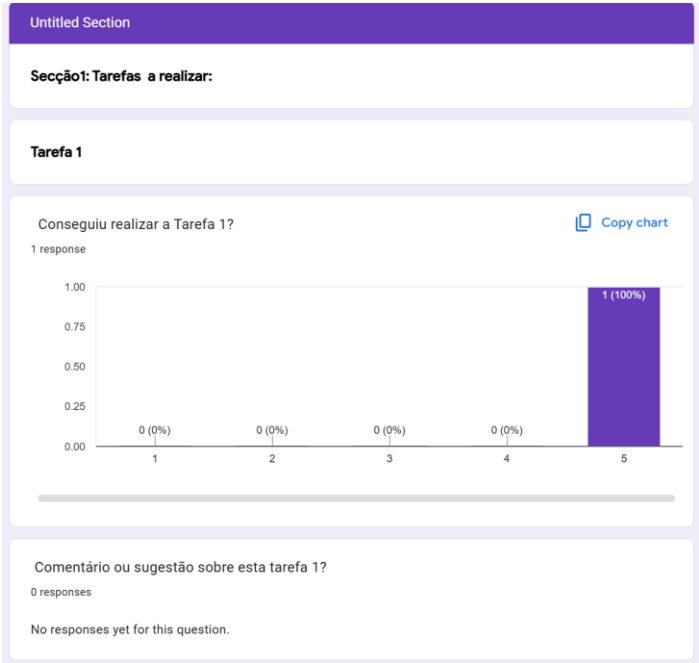 Untitled Section
Secção1: Tarefas a realizar:
Tarefa 1
Conseguiu realizar a Tarefa 1?
Copy chart
1 response
1.00
0.75
0.50
0.25
0.00
0 (0%)
0 (0%)
0 (0%)
0 (0%)
1 (100%)
1
2
3
4
5
Comentário ou sugestão sobre esta tarefa 1?
0 responses
No responses yet for this question.